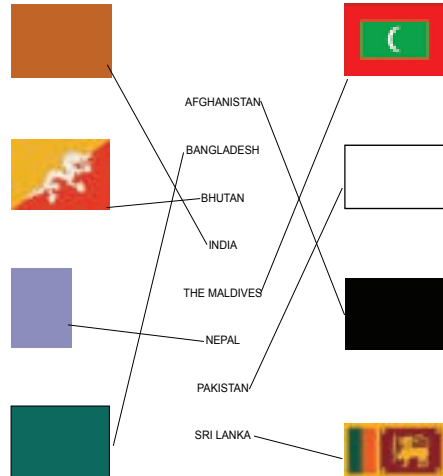 AFGHANISTAN
BANGLADESH
BHUTAN
INDIA
THE MALDIVES
NEPAL
PAKISTAN
SRI LANKA